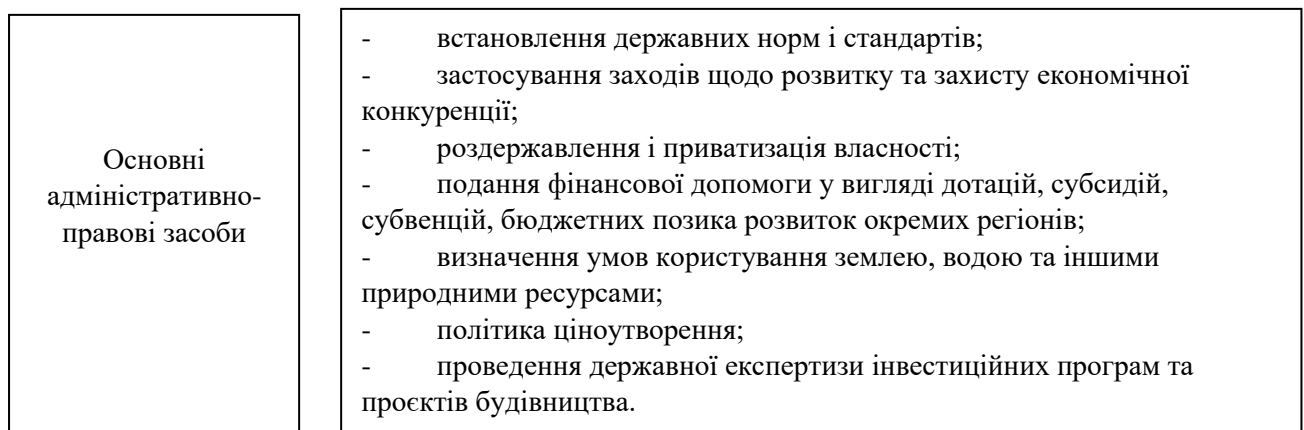 Основні
адміністративно-
правові засоби
- встановлення державних норм і стандартів;
- застосування заходів щодо розвитку та захисту економічної
конкуренції;
- роздержавлення і приватизація власності;
- подання фінансової допомоги у вигляді дотацій, субсидій,
субвенцій, бюджетних позика розвиток окремих регіонів;
- визначення умов користування землею, водою та іншими
природними ресурсами;
- політика ціноутворення;
- проведення державної експертизи інвестиційних програм та
проєктів будівництва.